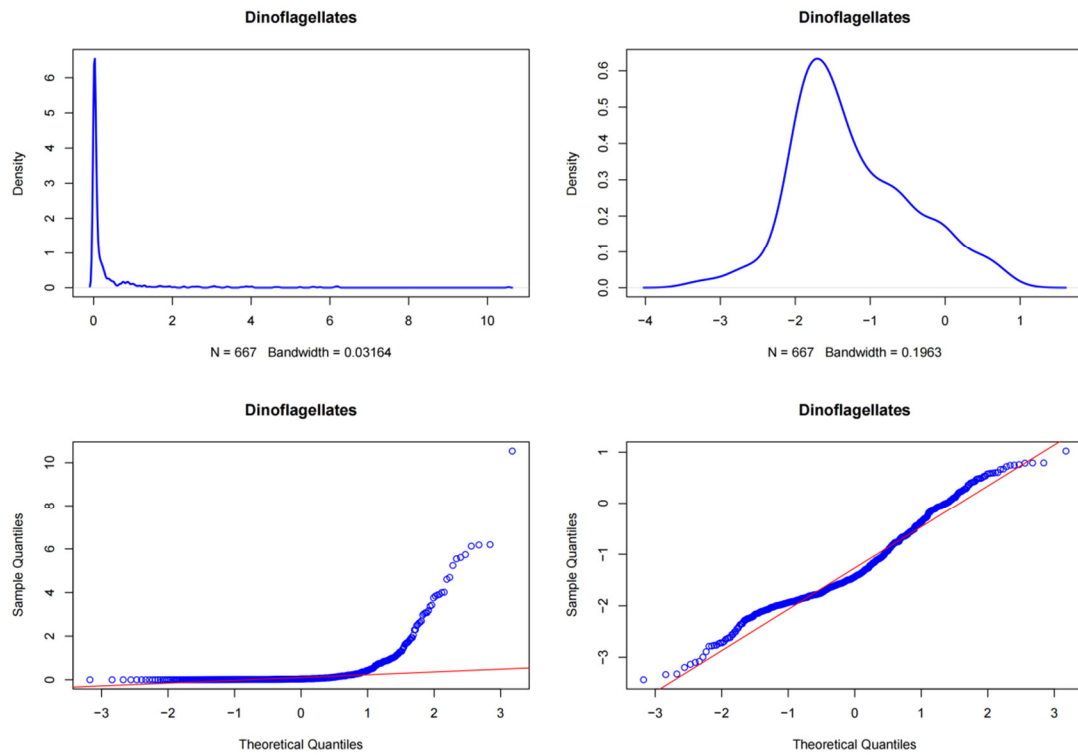 Dinoflagellates
Density
6
5
4
3
2
1
0
0 2 4 6 8 10
N = 667 Bandwidth = 0.03164
Dinoflagellates
Density
0.6
0.5
0.4
0.3
0.2
0.1
0.0
−4 −3 −2 −1 0 1
N = 667 Bandwidth = 0.1963
Dinoflagellates
Sample Quantiles
10
8
6
4
2
0
−3 −2 −1 0 1 2 3
Theoretical Quantiles
Dinoflagellates
Sample Quantiles
1
0
−1
−2
−3
−3 −2 −1 0 1 2 3
Theoretical Quantiles